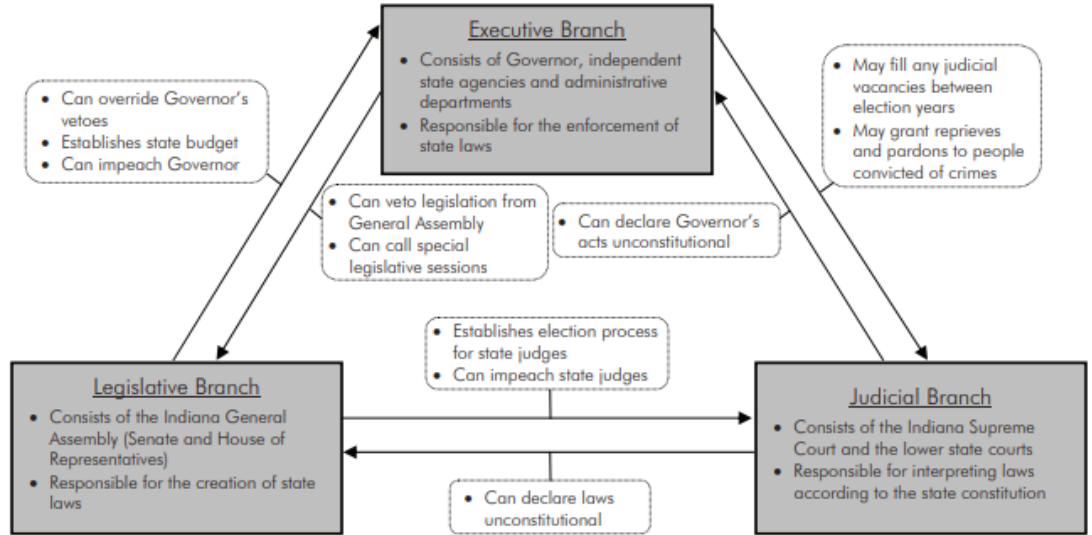 Executive Branch
• Consists of Governor, independent
state agencies and administrative
departments
• Responsible for the enforcement of
state laws
• Can override Governor's
vetoes
• Establishes state budget
• Can impeach Governor
• May fill any judicial
vacancies between
election years
• May grant reprieves
and pardons to people
convicted of crimes
• Can veto legislation from
General Assembly
• Can call special
legislative sessions
• Can declare Governor's
acts unconstitutional
• Establishes election process
for state judges
• Can impeach state judges
Legislative Branch
• Consists of the Indiana General
Assembly (Senate and House of
Representatives)
• Responsible for the creation of state
laws
Judicial Branch
• Consists of the Indiana Supreme
Court and the lower state courts
• Responsible for interpreting laws
according to the state constitution
• Can declare laws
unconstitutional